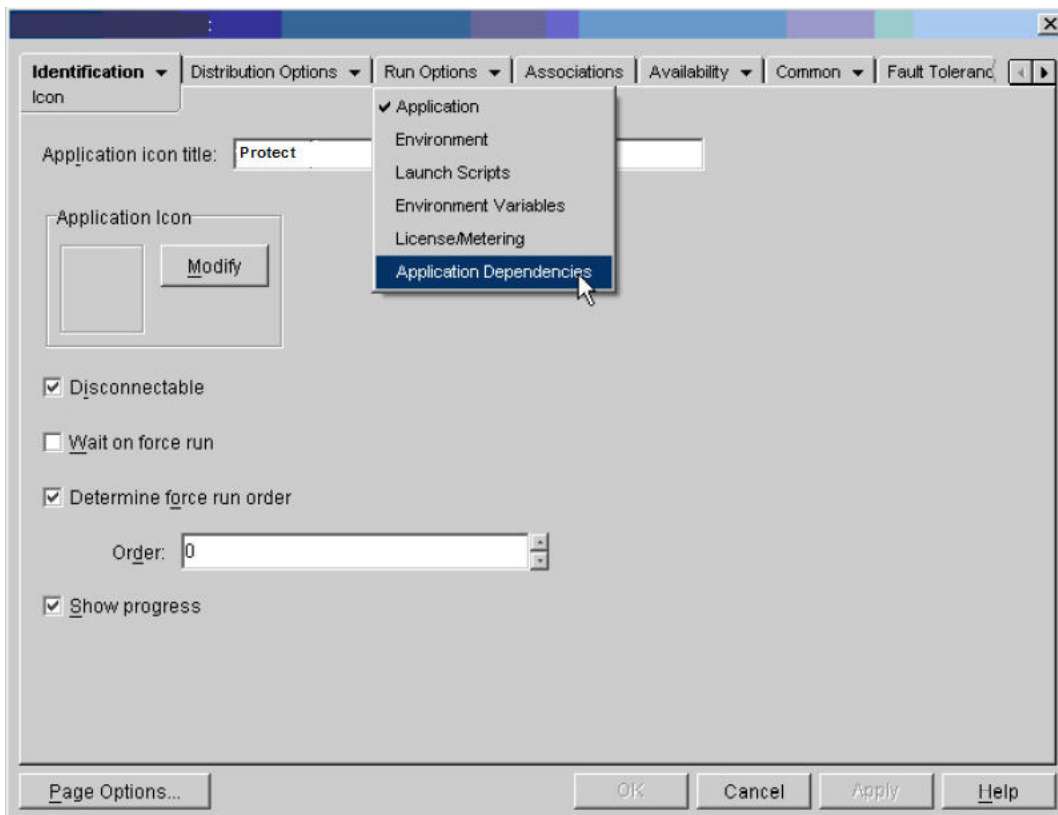 :
Identification Distribution Options Run Options Associations Availability Common Fault Toleranc
Icon
Application
Environment
Launch Scripts
Environment Variables
License/Metering
Application Dependencies
Application icon title: Protect
Application Icon
Modify
Disconnectable
Wait on force run
Determine force run order
Order: 0
Show progress
Page Options... OK Cancel Apply Help